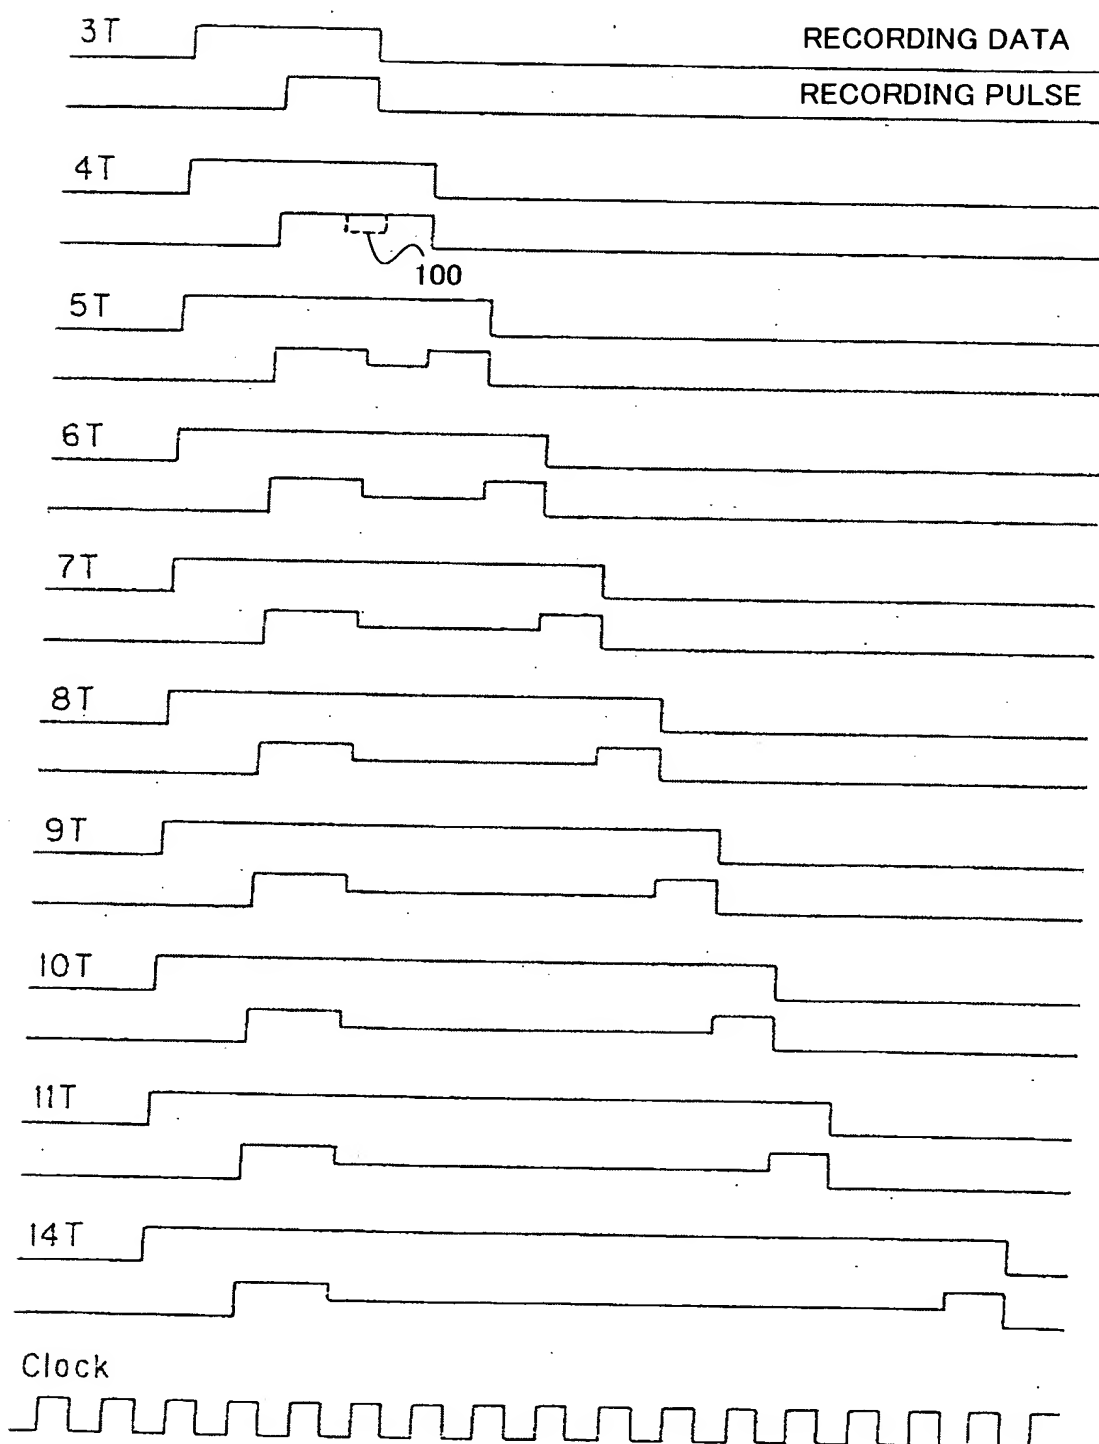 3T
RECORDING DATA
RECORDING PULSE
4T
100
5T
6T
7T
8T
9T
10T
11T
14T
Clock